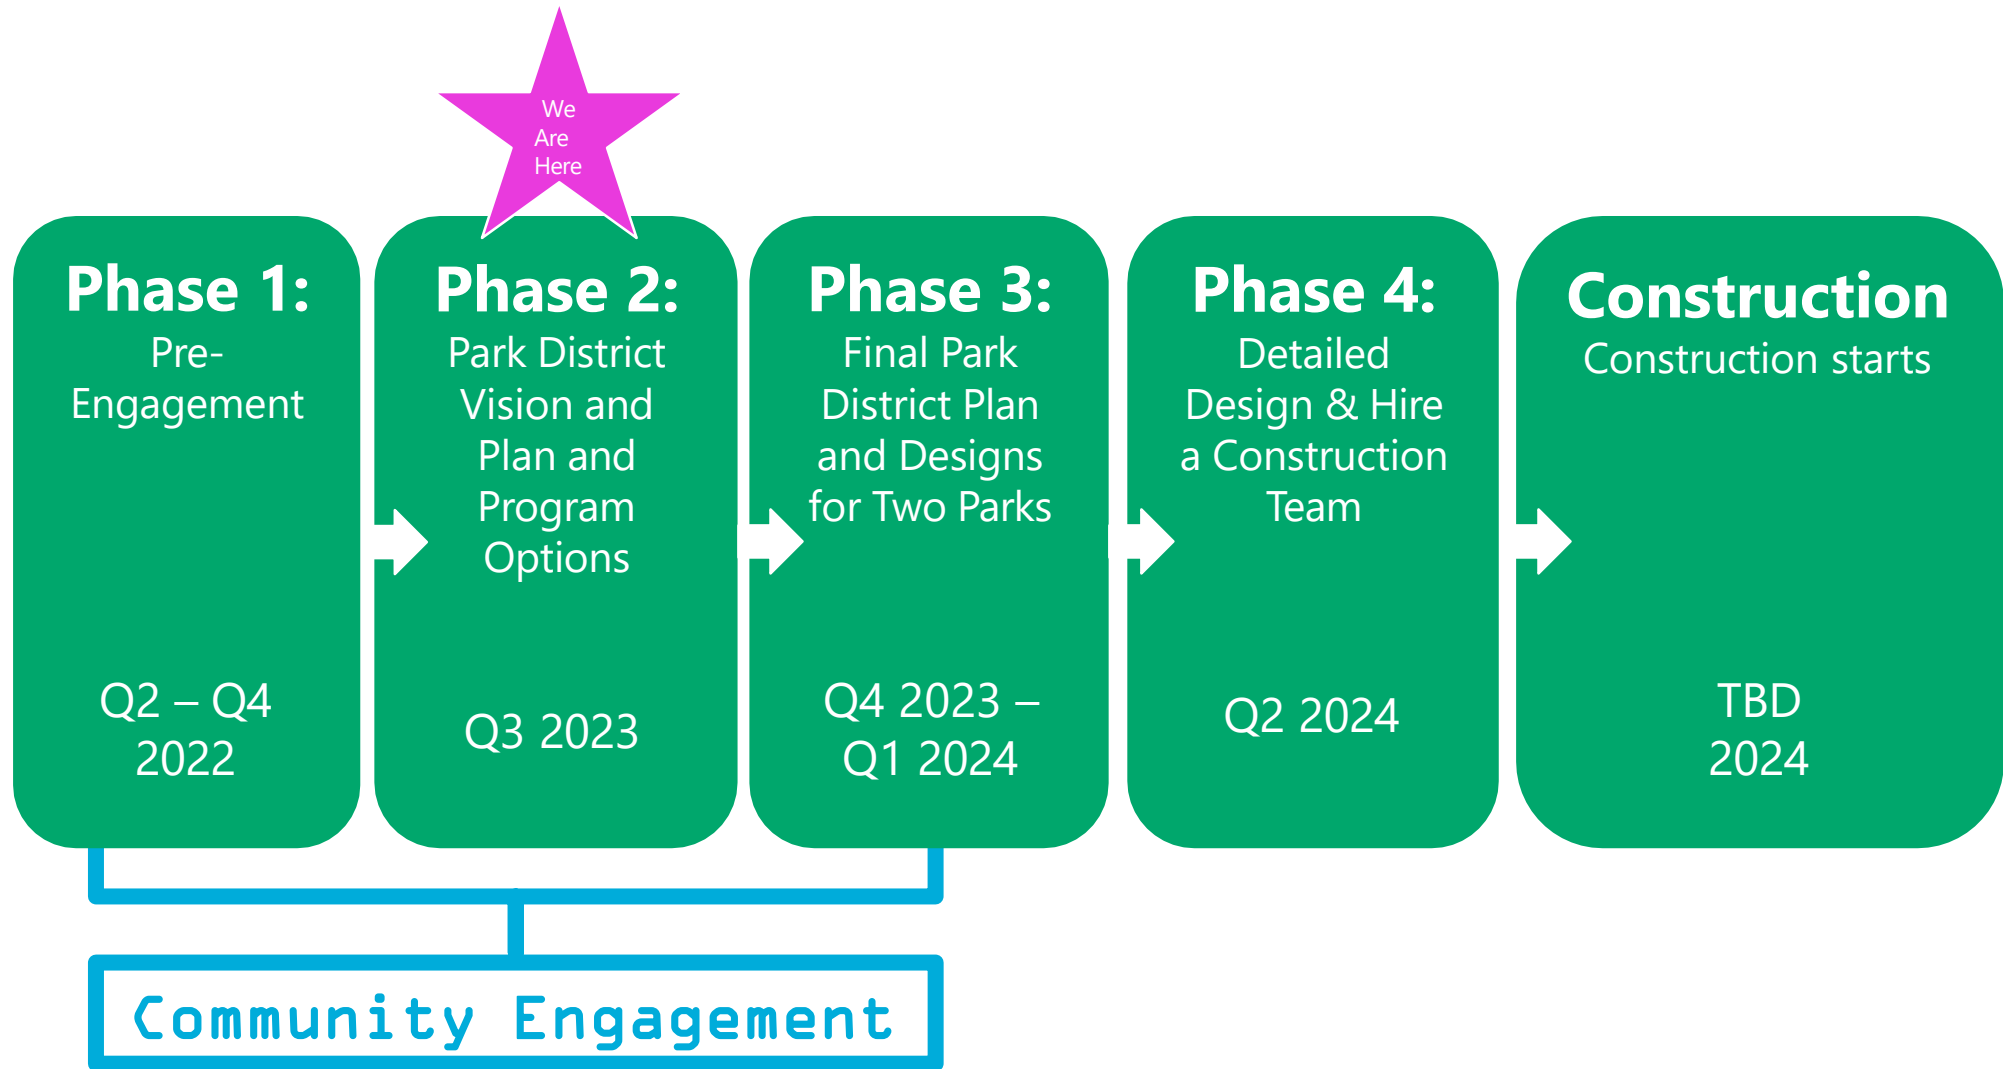 We
Are
Here
Phase 1:
Pre-
Engagement
Q2 – Q4
2022
Phase 2:
Park District
Vision and
Plan and
Program
Options
Q3 2023
Phase 3:
Final Park
District Plan
and Designs
for Two Parks
Q4 2023 –
Q1 2024
Phase 4:
Detailed
Design & Hire
a Construction
Team
Q2 2024
Construction
Construction starts
TBD
2024
Community Engagement